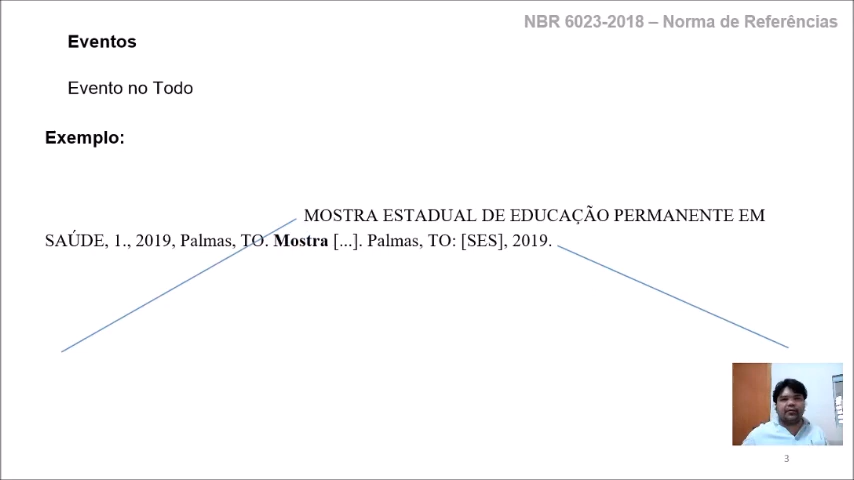 NBR 6023-2018 – Norma de Referências
Eventos
Evento no Todo
Exemplo:
MOSTRA ESTADUAL DE EDUCAÇÃO PERMANENTE EM
SAÚDE, 1., 2019, Palmas, TO. Mostra [...]. Palmas, TO: [SES], 2019.
3